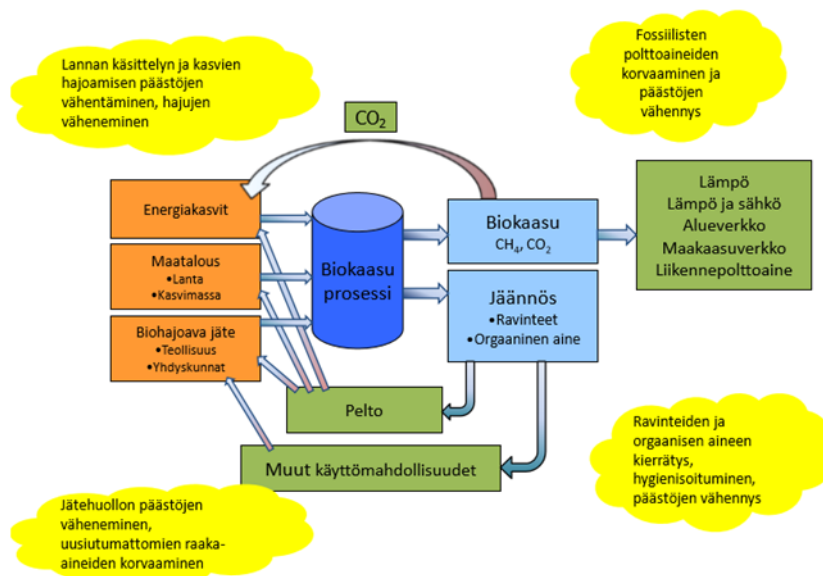 Lannan käsittelyn ja kasvien
hajoamisen päästöjen
vähentäminen, hajujen
väheneminen
Fossiilisten
polttoaineiden
korvaaminen ja
päästöjen
vähennys
CO₂
Energiakasvit
Maatalous
•Lanta
•Kasvimassa
Biohajoava jäte
•Teollisuus
•Yhdyskunnat
Biokaasu
prosessi
Biokaasu
CH₄, CO₂
Jäännös
•Ravinteet
•Orgaaninen aine
Lämpö
Lämpö ja sähkö
Alueverkko
Maakaasuverkko
Liikennepolttoaine
Pelto
Muut käyttömahdollisuudet
Ravinteiden ja
orgaanisen aineen
kierrätys,
hygienisoituminen,
päästöjen vähennys
Jätehuollon päästöjen
väheneminen,
uusiutumattomien raaka-
aineiden korvaaminen